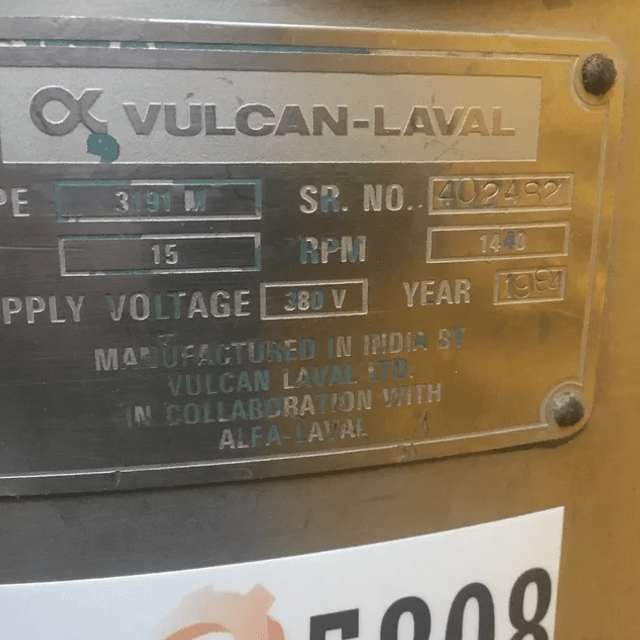 VULCAN-LAVAL
PE 3191 M SR. NO.. 402482
15 RPM 1440
PPLY VOLTAGE 380 V YEAR 1984
MANUFACTURED IN INDIA BY
VULCAN LAVAL LTD
IN COLLABORATION WITH
ALFA-LAVAL
5808